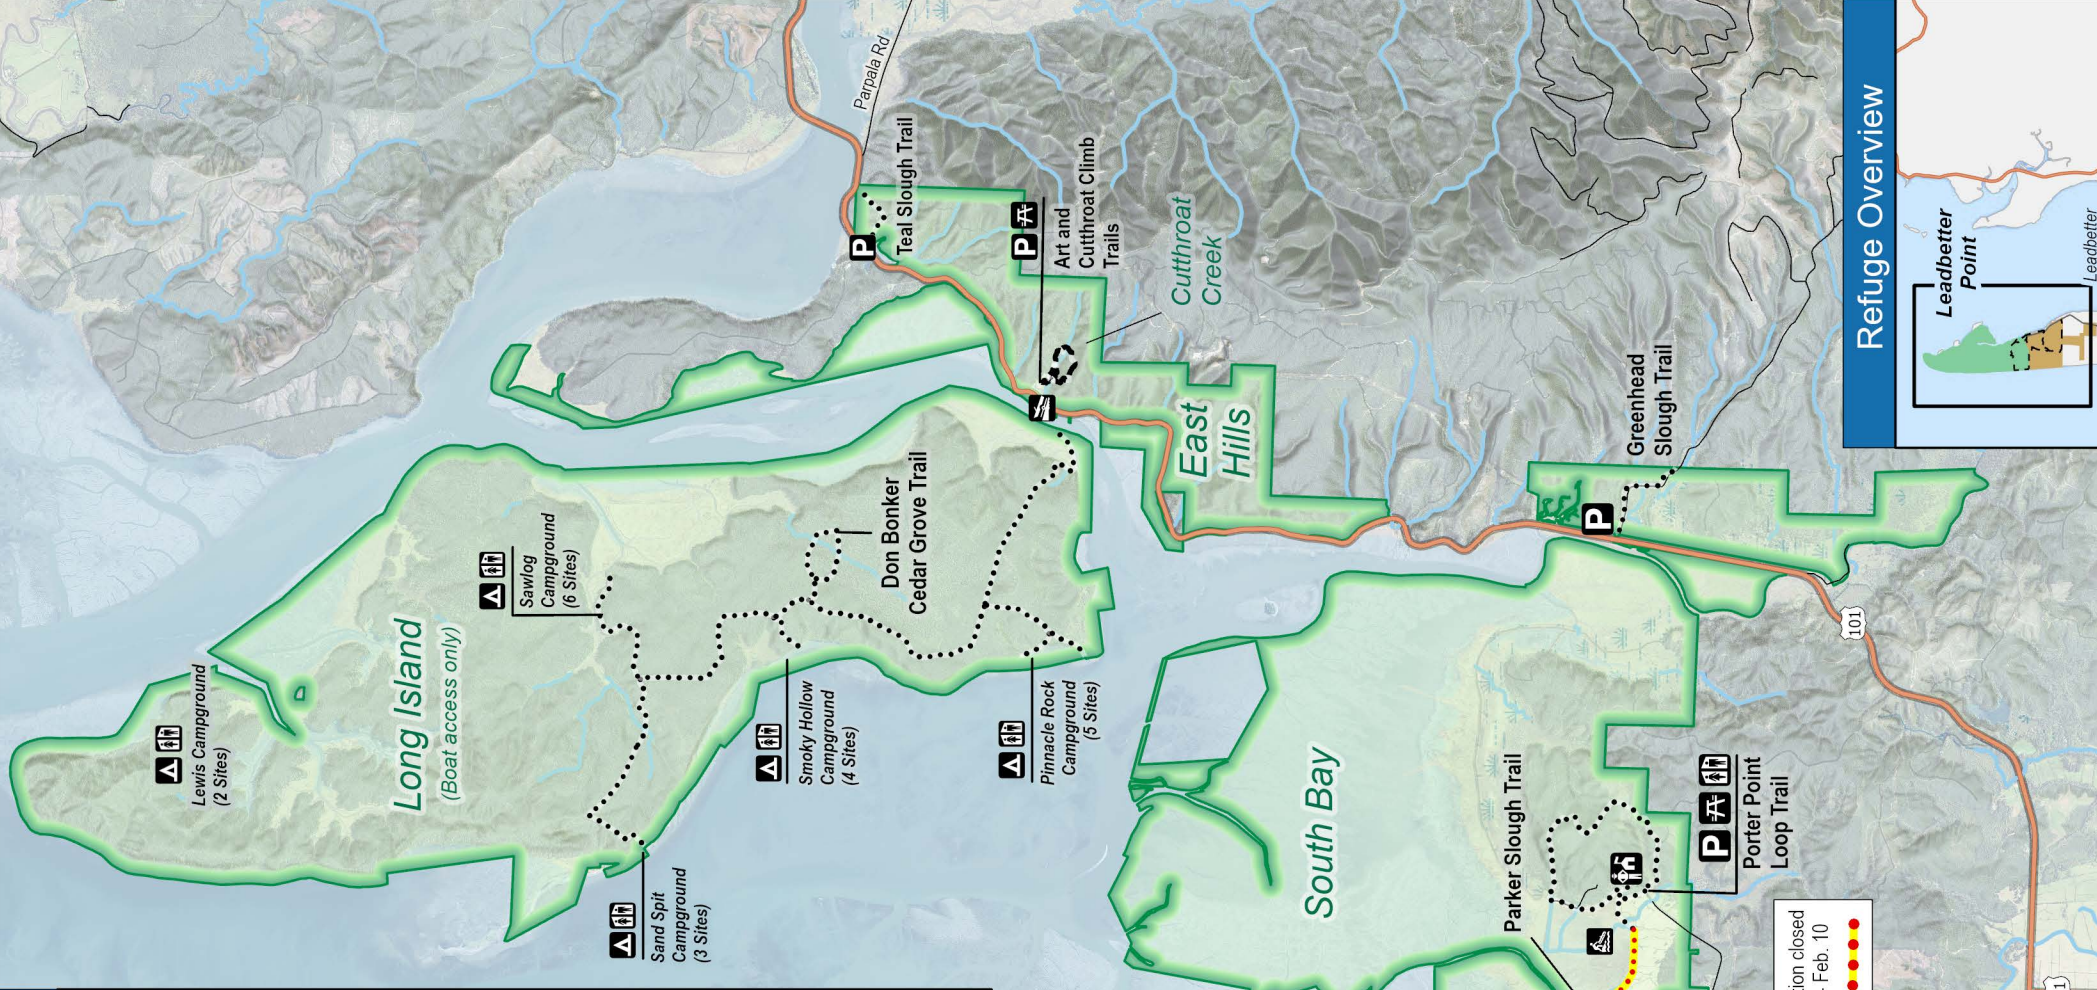 Lewis Campground
(2 Sites)
Long Island
(Boat access only)
Sawlog
Campground
(6 Sites)
Sand Spit
Campground
(3 Sites)
Smoky Hollow
Campground
(4 Sites)
Don Bonker
Cedar Grove Trail
Pinnacle Rock
Campground
(5 Sites)
Parpala Rd
P
Teal Slough Trail
P
Art and
Cutthroat Climb
Trails
Cutthroat
Creek
East
Hills
South Bay
P
Greenhead
Slough Trail
101
Parker Slough Trail
P
Porter Point
Loop Trail
tion closed
- Feb. 10
Refuge Overview
Leadbetter
Point
Leadbetter
1